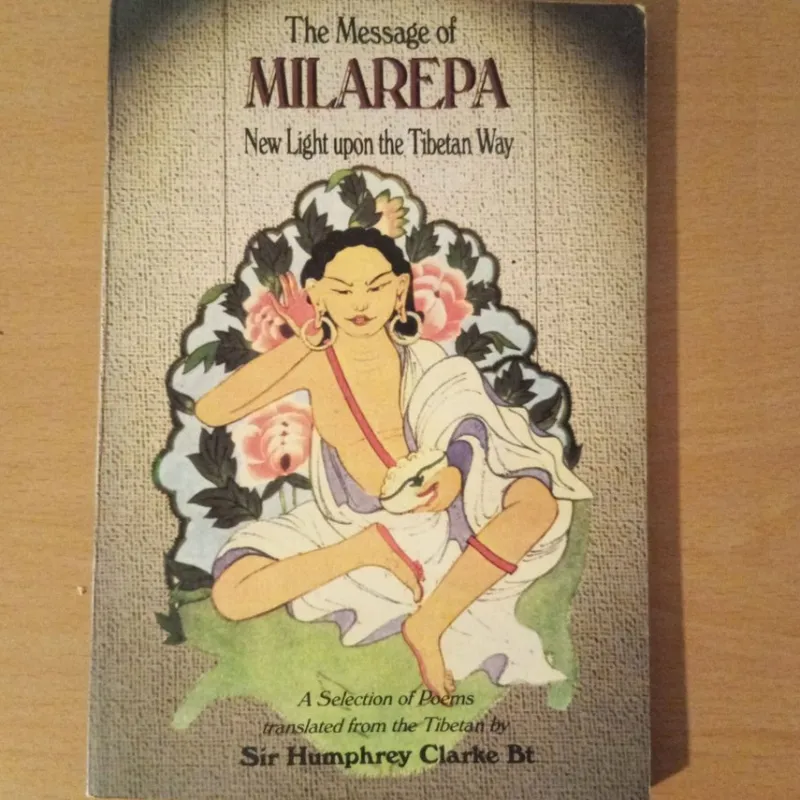 The Message of
MILAREPA
New Light upon the Tibetan Way
A Selection of Poems
translated from the Tibetan by
Sir Humphrey Clarke Bt